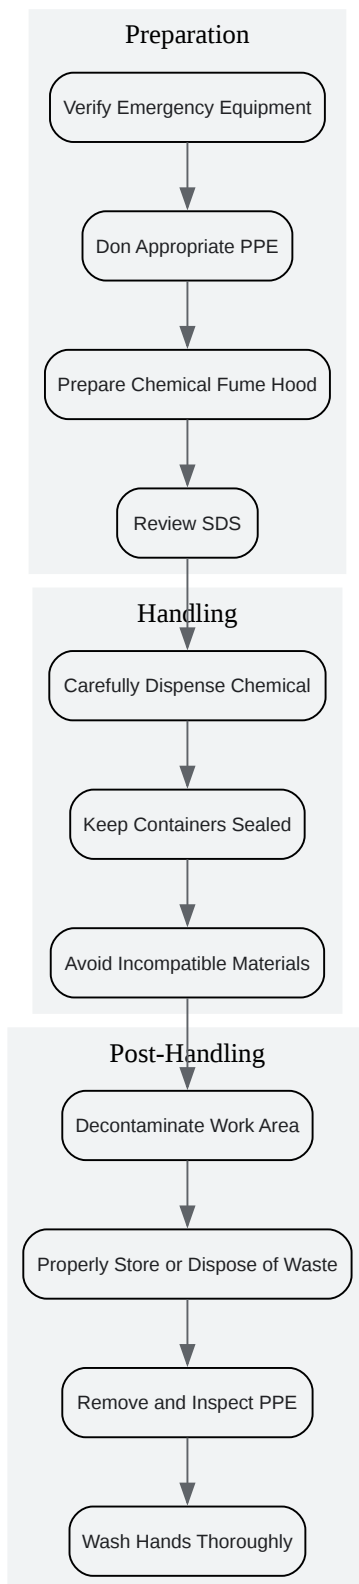 Preparation
Verify Emergency Equipment
Don Appropriate PPE
Prepare Chemical Fume Hood
Review SDS
Handling
Carefully Dispense Chemical
Keep Containers Sealed
Avoid Incompatible Materials
Post-Handling
Decontaminate Work Area
Properly Store or Dispose of Waste
Remove and Inspect PPE
Wash Hands Thoroughly